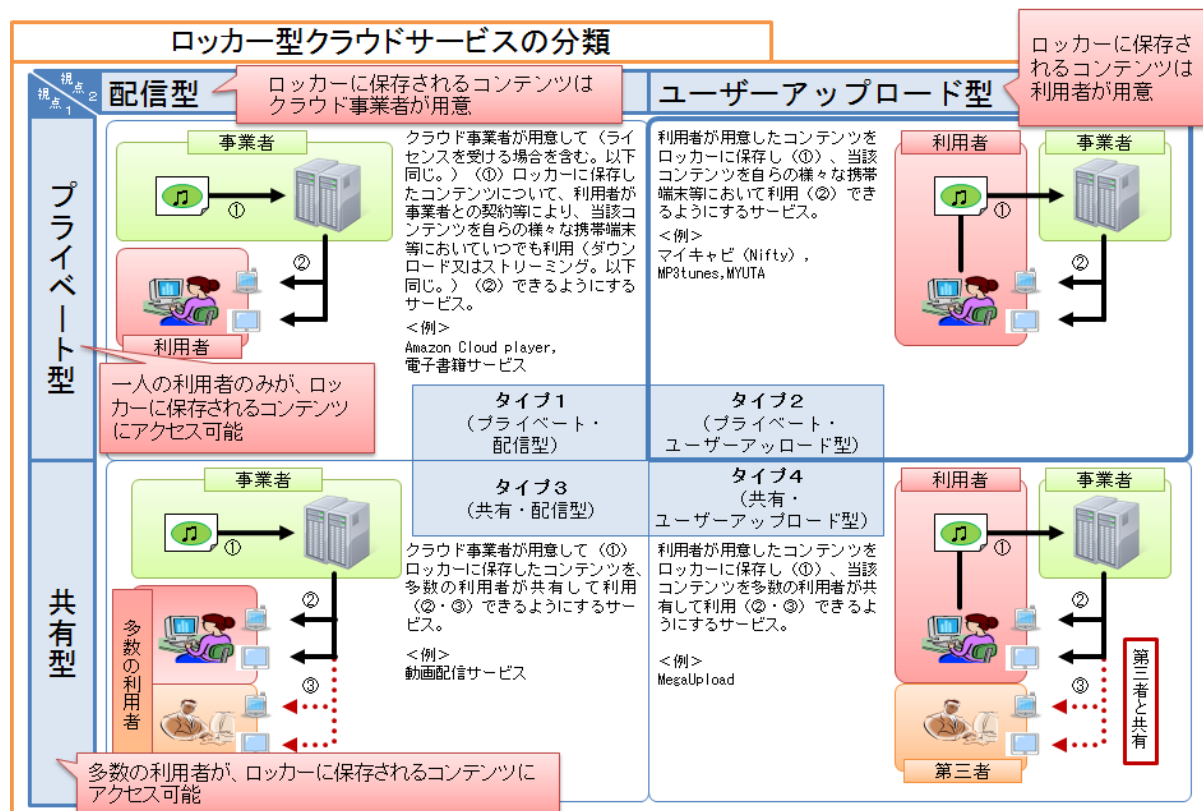 ロッカー型クラウドサービスの分類
視点2
視点1
配信型
ロッカーに保存されるコンテンツは
クラウド事業者が用意
ユーザーアップロード型
ロッカーに保存さ
れるコンテンツは
利用者が用意
プライベート型
事業者
①
②
利用者
クラウド事業者が用意して（ライ
センスを受ける場合を含む。以下
同じ。）（①）ロッカーに保存し
たコンテンツについて、利用者が
事業者との契約等により、当該コ
ンテンツを自らの様々な携帯端末
等においていつでも利用（ダウン
ロード又はストリーミング。以下
同じ。）（②）できるようにする
サービス。
＜例＞
Amazon Cloud player,
電子書籍サービス
一人の利用者のみが、ロッ
カーに保存されるコンテンツ
にアクセス可能
利用者が用意したコンテンツを
ロッカーに保存し（①）、当該
コンテンツを自らの様々な携帯
端末等において利用（②）でき
るようにするサービス。
＜例＞
マイキャビ（Nifty）,
MP3tunes,MYUTA
利用者
事業者
①
②
タイプ1
（プライベート・
配信型）
タイプ2
（プライベート・
ユーザーアッロード型）
タイプ3
（共有・配信型）
タイプ4
（共有・
ユーザーアップロード型）
共有型
事業者
①
②
③
多数の利用者
クラウド事業者が用意して（①）
ロッカーに保存したコンテンツを、
多数の利用者が共有して利用
（②・③）できるようにするサー
ビス。
＜例＞
動画配信サービス
多数の利用者が、ロッカーに保存されるコンテンツに
アクセス可能
利用者が用意したコンテンツを
ロッカーに保存し（①）、当該
コンテンツを多数の利用者が共
有して利用（②・③）できるよ
うにするサービス。
＜例＞
MegaUpload
利用者
事業者
①
②
③
第三者
第三者と共有